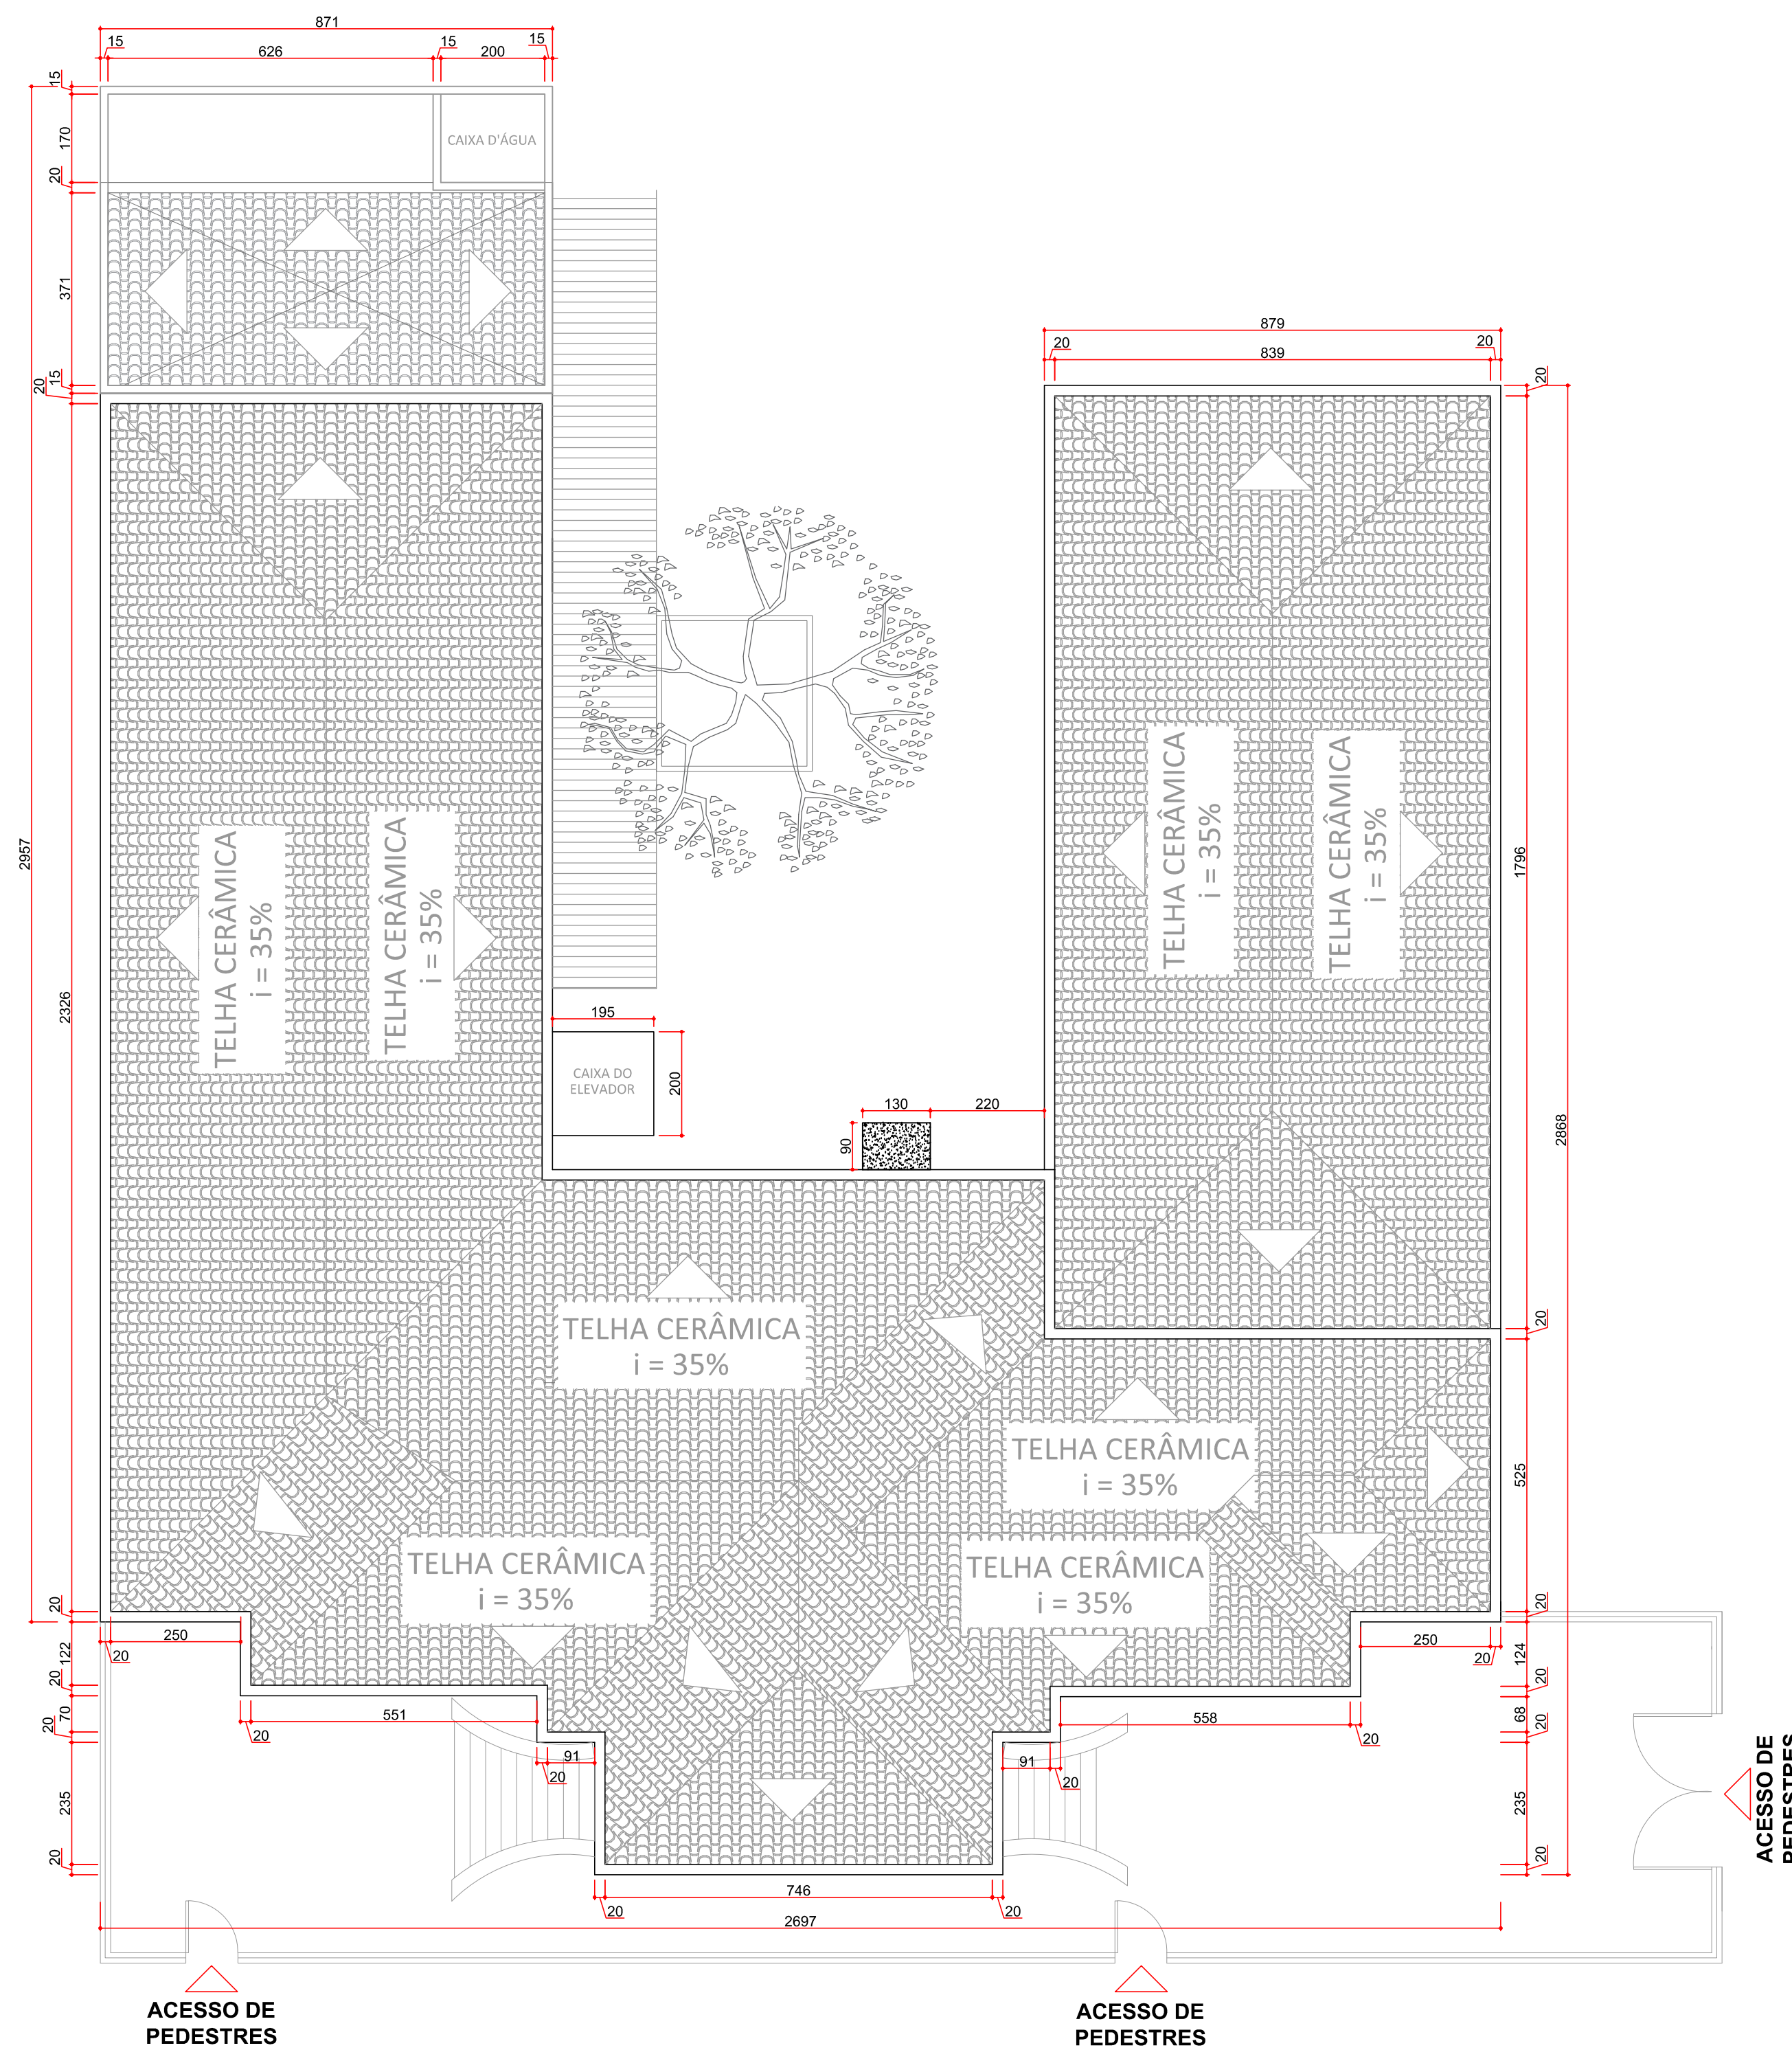 871
15
15
15
626
200
15
170
20
CAIXA D'ÁGUA
371
15
20
879
20
20
839
20
2957
2326
TELHA CERÂMICA
i = 35%
TELHA CERÂMICA
i = 35%
TELHA CERÂMICA
i = 35%
TELHA CERÂMICA
i = 35%
1796
2868
195
CAIXA DO
ELEVADOR
200
130
220
90
TELHA CERÂMICA
i = 35%
20
TELHA CERÂMICA
i = 35%
525
TELHA CERÂMICA
i = 35%
TELHA CERÂMICA
i = 35%
20
20
250
20
122
20
70
20
551
20
91
20
235
20
250
20
124
20
68
20
558
20
91
20
235
20
746
20
20
2697
ACESSO DE
PEDESTRES
ACESSO DE
PEDESTRES
ACESSO DE
PEDESTRES